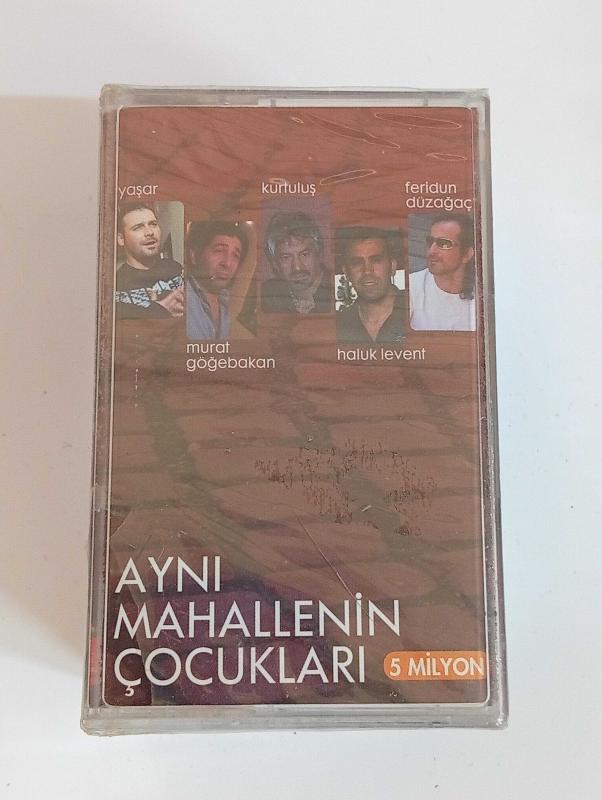 yaşar
kurtuluş
feridun
düzağaç
murat
göğebakan
haluk levent
AYNI
MAHALLENİN
ÇOCUKLARI
5 MİLYON